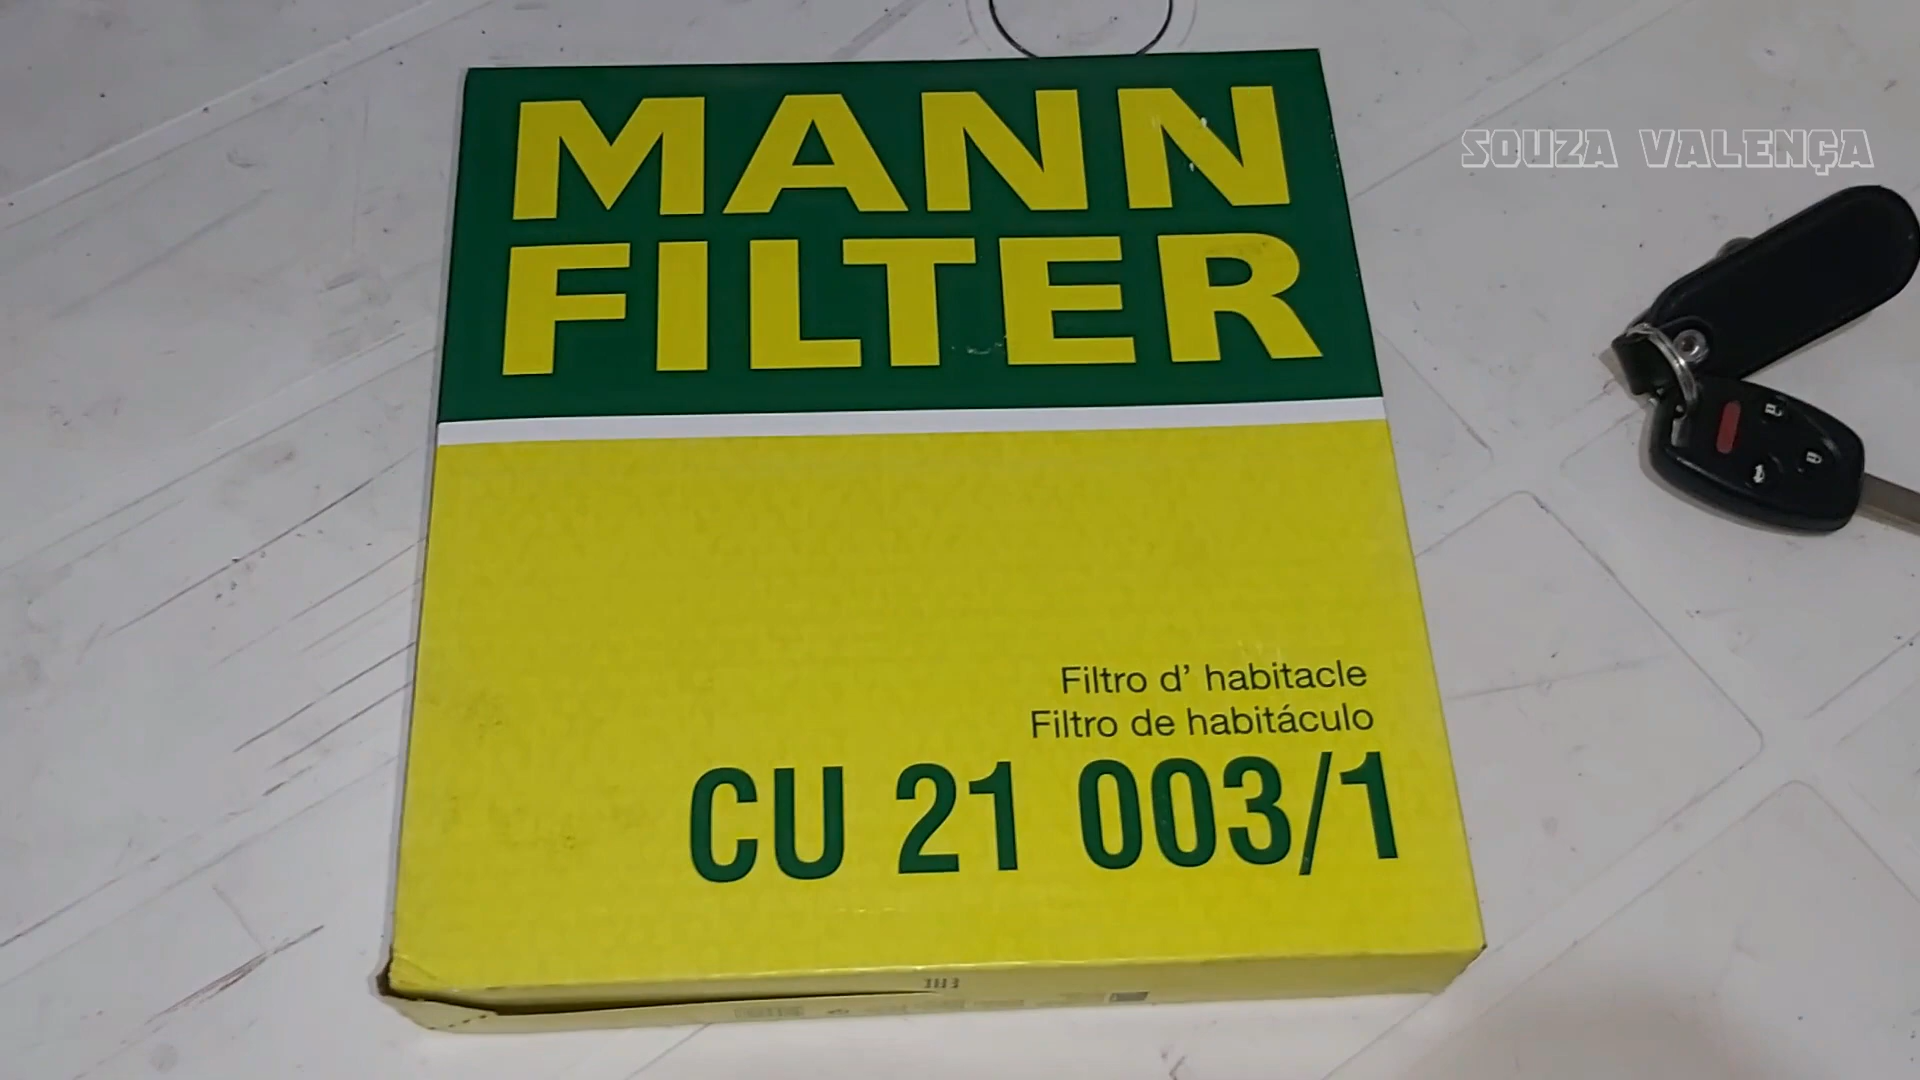 MANN
FILTER
SOUZA VALENÇA
Filtro d' habitacle
Filtro de habitáculo
CU 21 003/1